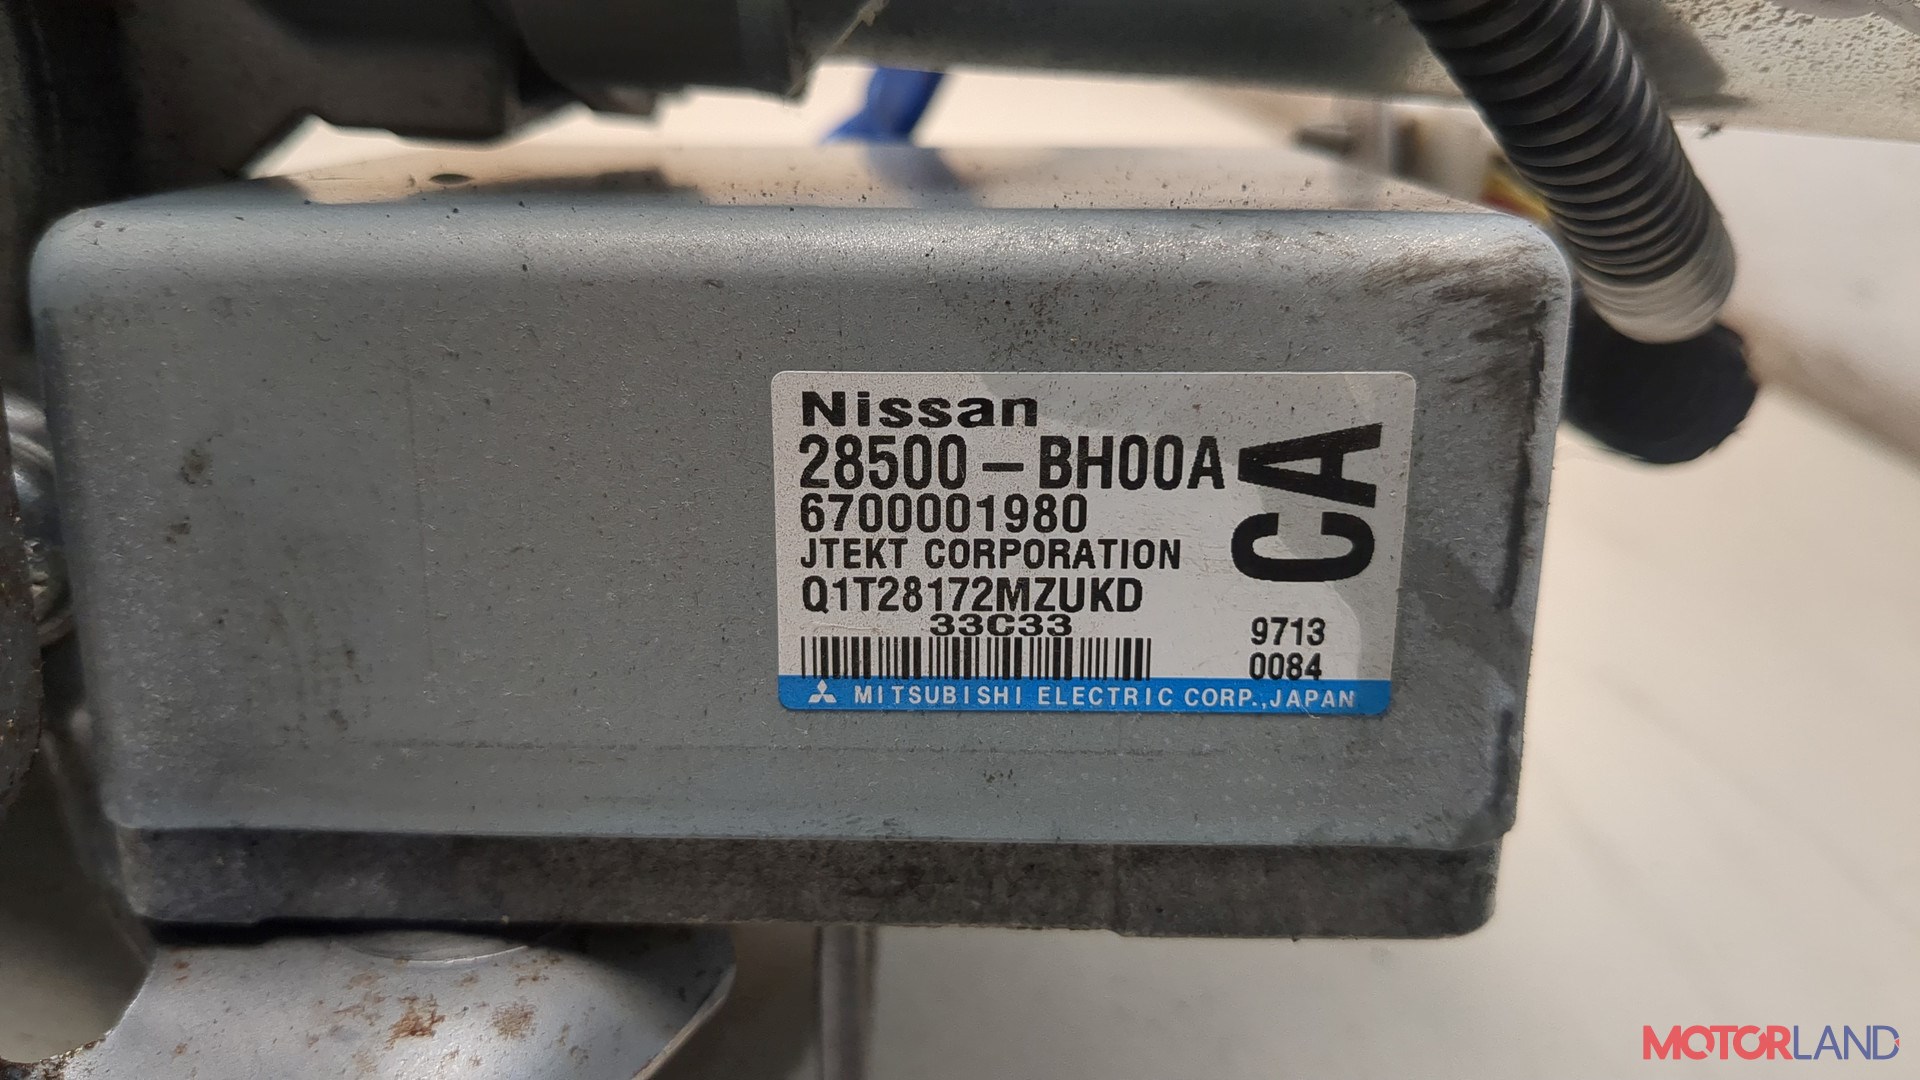 Nissan
28500-BH00A
6700001980
JTEKT CORPORATION
Q1T28172MZUKD
33C33
CA
9713
0084
MITSUBISHI ELECTRIC CORP.,JAPAN
MOTORLAND